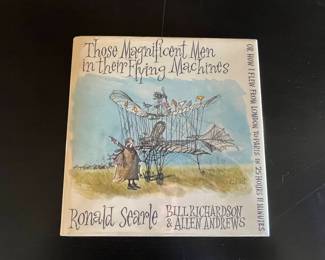 Those Magnificent Men
in their Flying Machines
OR HOW I FLEW FROM LONDON TO PARIS IN 25 HOURS 11 MINUTES
Ronald Searle
BILL RICHARDSON
& ALLEN ANDREWS